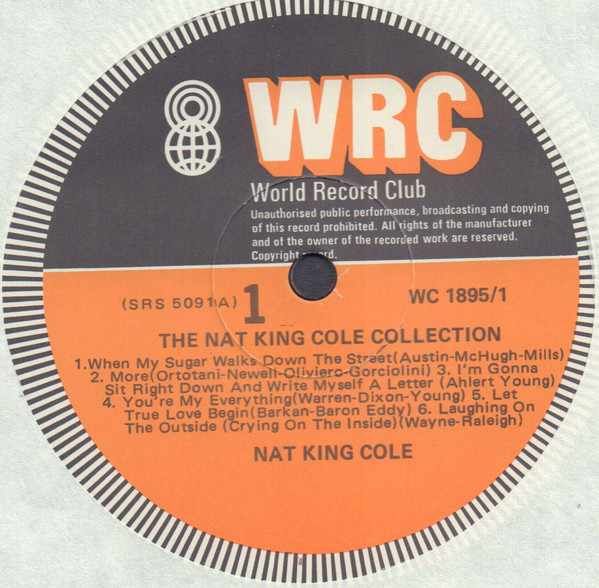 WRC
World Record Club
Unauthorised public performance, broadcasting and copying
of this record prohibited. All rights of the manufacturer
and of the owner of the recorded work are reserved.
Copyright
(SRS 5091A) 1 WC 1895/1
THE NAT KING COLE COLLECTION
1.When My Sugar Walks Down The Street(Austin-McHugh-Mills)
2. More(Ortotani-Newell-Oliviero-Gorciolini) 3. I'm Gonna
Sit Right Down And Write Myself A Letter (Ahlert Young)
4. You're My Everything(Warren-Dixon-Young) 5. Let
True Love Begin(Barkan-Baron Eddy) 6. Laughing On
The Outside (Crying On The Inside)(Wayne-Raleigh)
NAT KING COLE